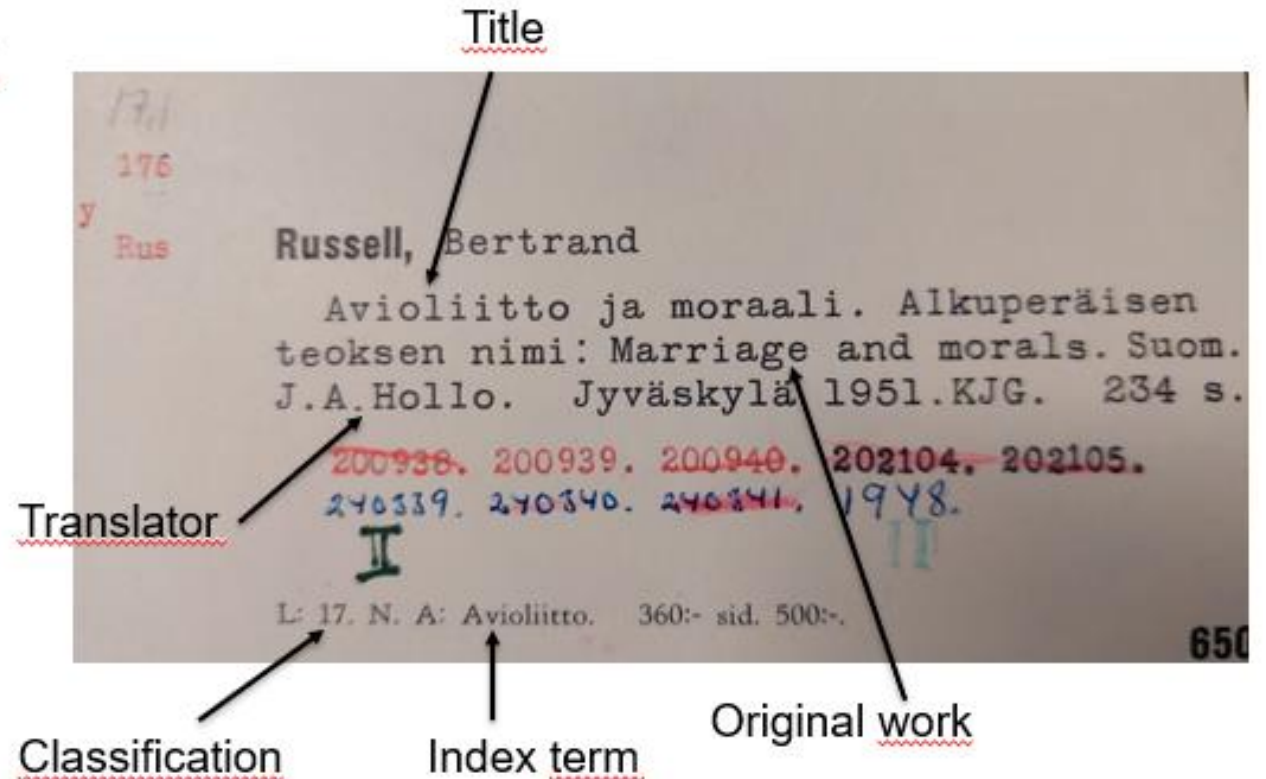 Title
17.1
176
y
Rus
Russell, Bertrand
Avioliitto ja moraali. Alkuperäisen
teoksen nimi: Marriage and morals. Suom.
J.A.Hollo. Jyväskylä 1951.KJG. 234 s.
200938. 200939. 200940. 202104. 202105.
240339. 240340. 240341. 1948.
II
II
Translator
L: 17. N. A: Avioliitto. 360:- sid. 500:-.
650
Original work
Classification
Index term